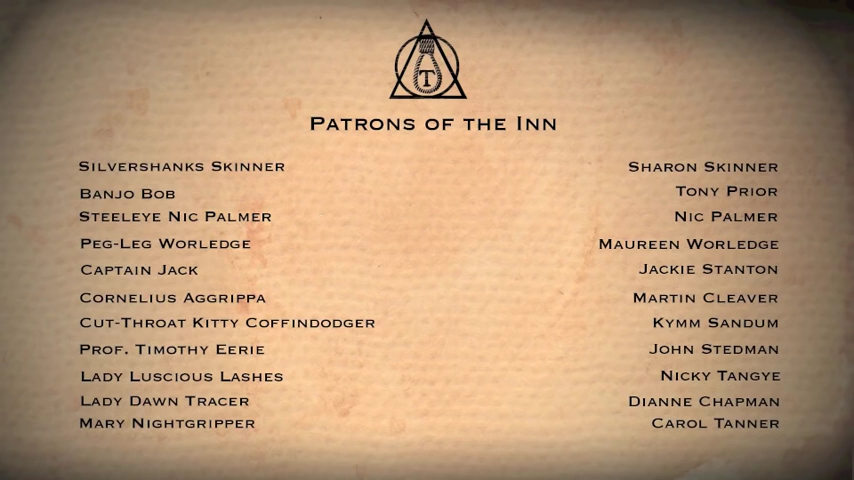 T
PATRONS OF THE INN
SILVERSHANKS SKINNER SHARON SKINNER
BANJO BOB TONY PRIOR
STEELEYE NIC PALMER NIC PALMER
PEG-LEG WORLEDGE MAUREEN WORLEDGE
CAPTAIN JACK JACKIE STANTON
CORNELIUS AGGRIPPA MARTIN CLEAVER
CUT-THROAT KITTY COFFINDODGER KYMM SANDUM
PROF. TIMOTHY EERIE JOHN STEDMAN
LADY LUSCIOUS LASHES NICKY TANGYE
LADY DAWN TRACER DIANNE CHAPMAN
MARY NIGHTGRIPPER CAROL TANNER